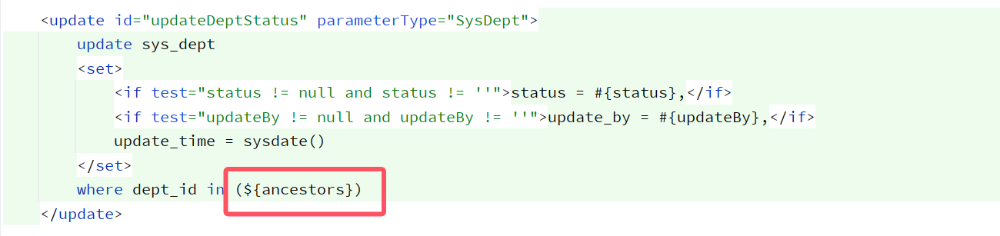 <update id="updateDeptStatus" parameterType="SysDept">
update sys_dept
<set>
<if test="status != null and status != ''">status = #{status},</if>
<if test="updateBy != null and updateBy != ''">update_by = #{updateBy},</if>
update_time = sysdate()
</set>
where dept_id in (${ancestors})
</update>